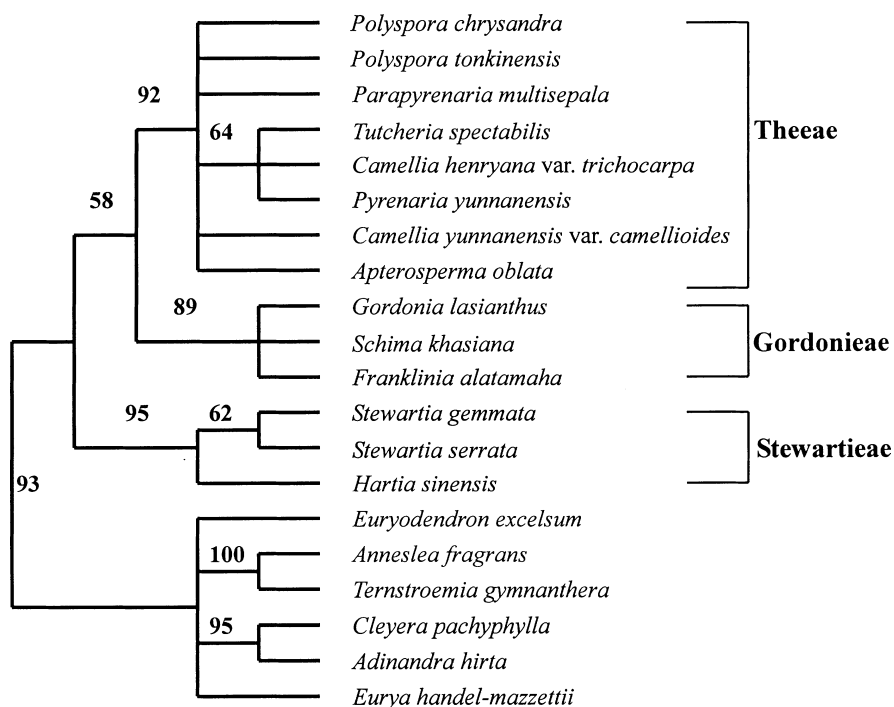 Polyspora chrysandra
Polyspora tonkinensis
92
Parapyrenaria multisepala
64
Tutcheria spectabilis
Theeae
Camellia henryana var. trichocarpa
58
Pyrenaria yunnanensis
Camellia yunnanensis var. camellioides
Apterosperma oblata
89
Gordonia lasianthus
Schima khasiana
Gordonieae
Franklinia alatamaha
95
62
Stewartia gemmata
Stewartia serrata
Stewartieae
93
Hartia sinensis
Euryodendron excelsum
100
Anneslea fragrans
Ternstroemia gymnanthera
95
Cleyera pachyphylla
Adinandra hirta
Eurya handel-mazzettii